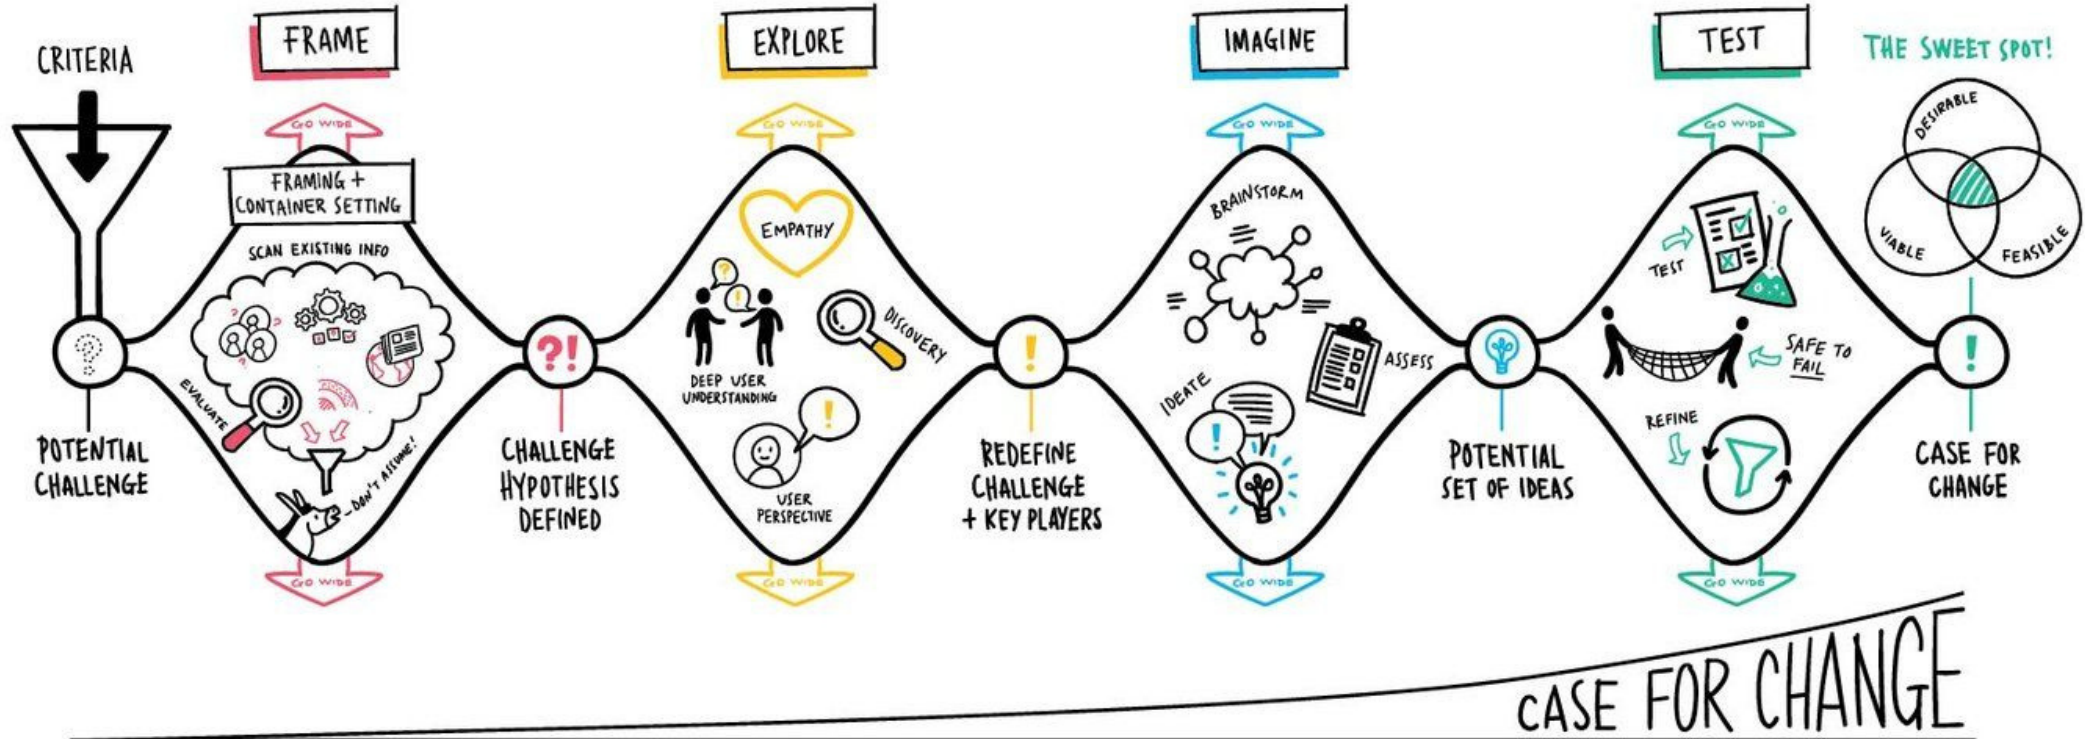 CRITERIA
POTENTIAL
CHALLENGE
FRAME
GO WIDE
FRAMING +
CONTAINER SETTING
SCAN EXISTING INFO
?
?
?
EVALUATE
DON'T ASSUME!
GO WIDE
?
?!
CHALLENGE
HYPOTHESIS
DEFINED
EXPLORE
GO WIDE
EMPATHY
?
!
DEEP USER
UNDERSTANDING
DISCOVERY
!
USER
PERSPECTIVE
GO WIDE
!
REDEFINE
CHALLENGE
+ KEY PLAYERS
IMAGINE
GO WIDE
BRAINSTORM
ASSESS
IDEATE
!
GO WIDE
POTENTIAL
SET OF IDEAS
TEST
GO WIDE
TEST
SAFE TO
FAIL
REFINE
GO WIDE
THE SWEET SPOT!
DESIRABLE
VIABLE
FEASIBLE
!
CASE FOR
CHANGE
CASE FOR CHANGE